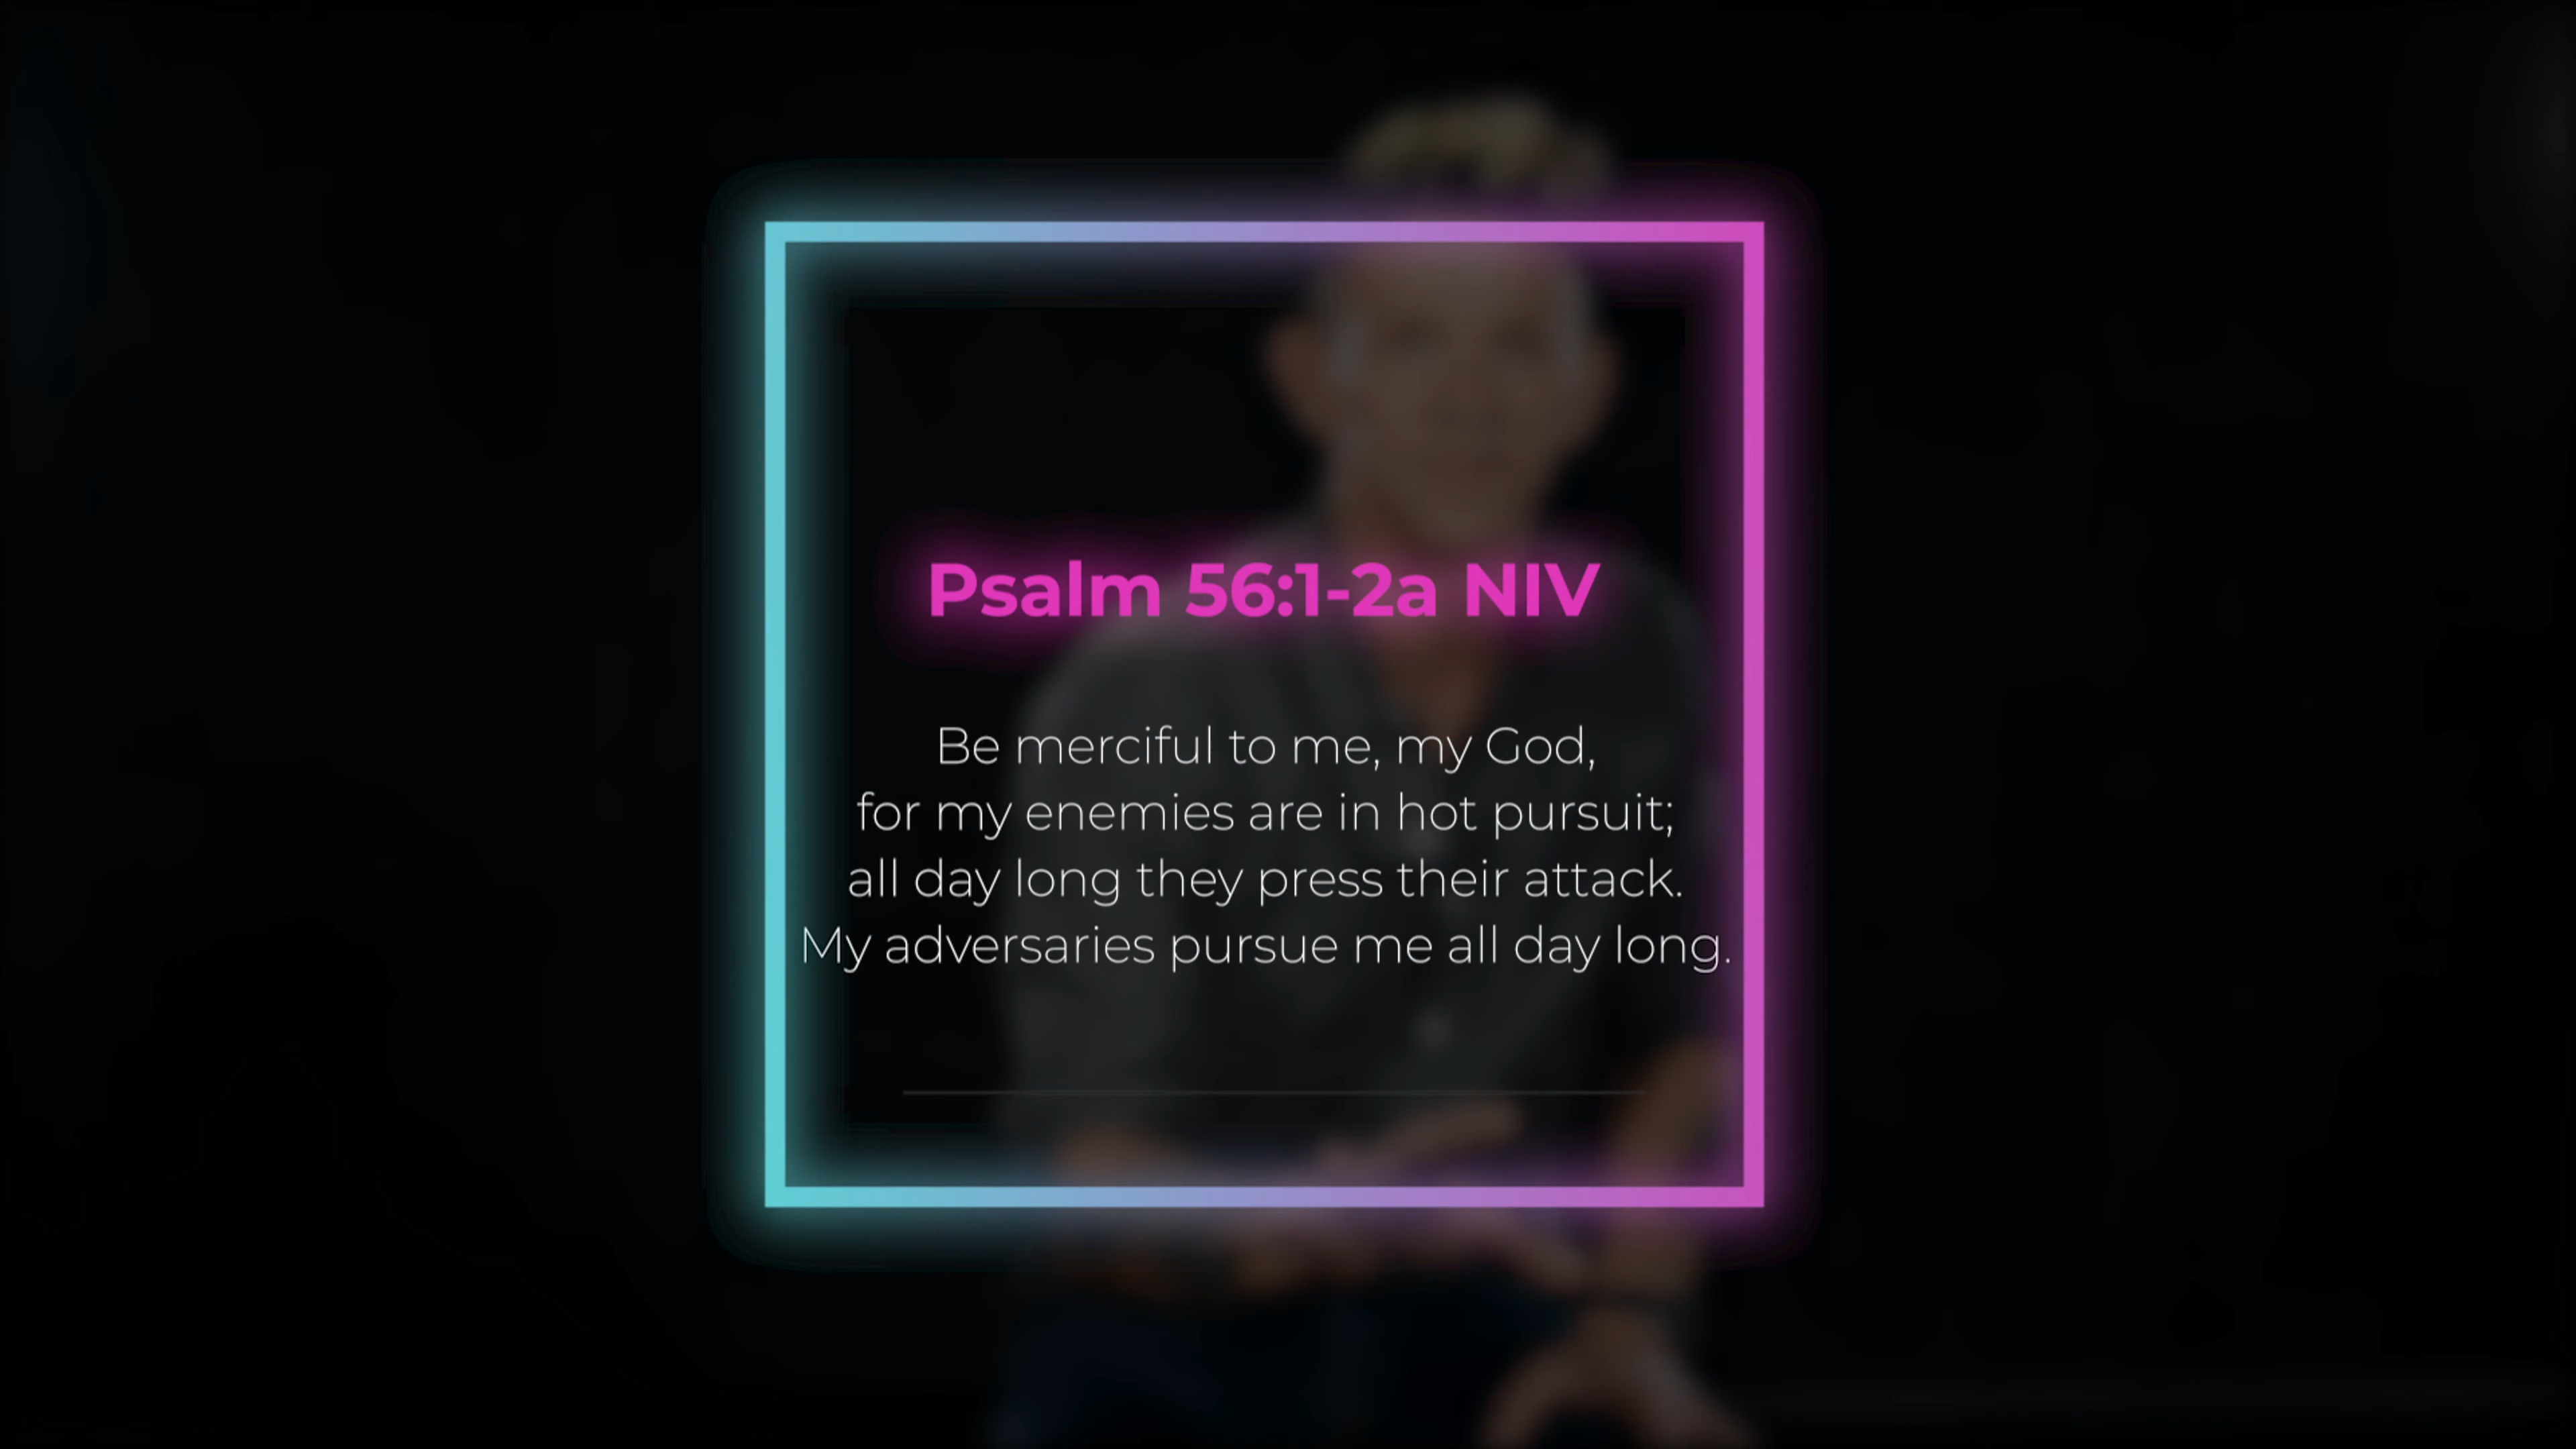 Psalm 56:1-2a NIV
Be merciful to me, my God,
for my enemies are in hot pursuit;
all day long they press their attack.
My adversaries pursue me all day long.